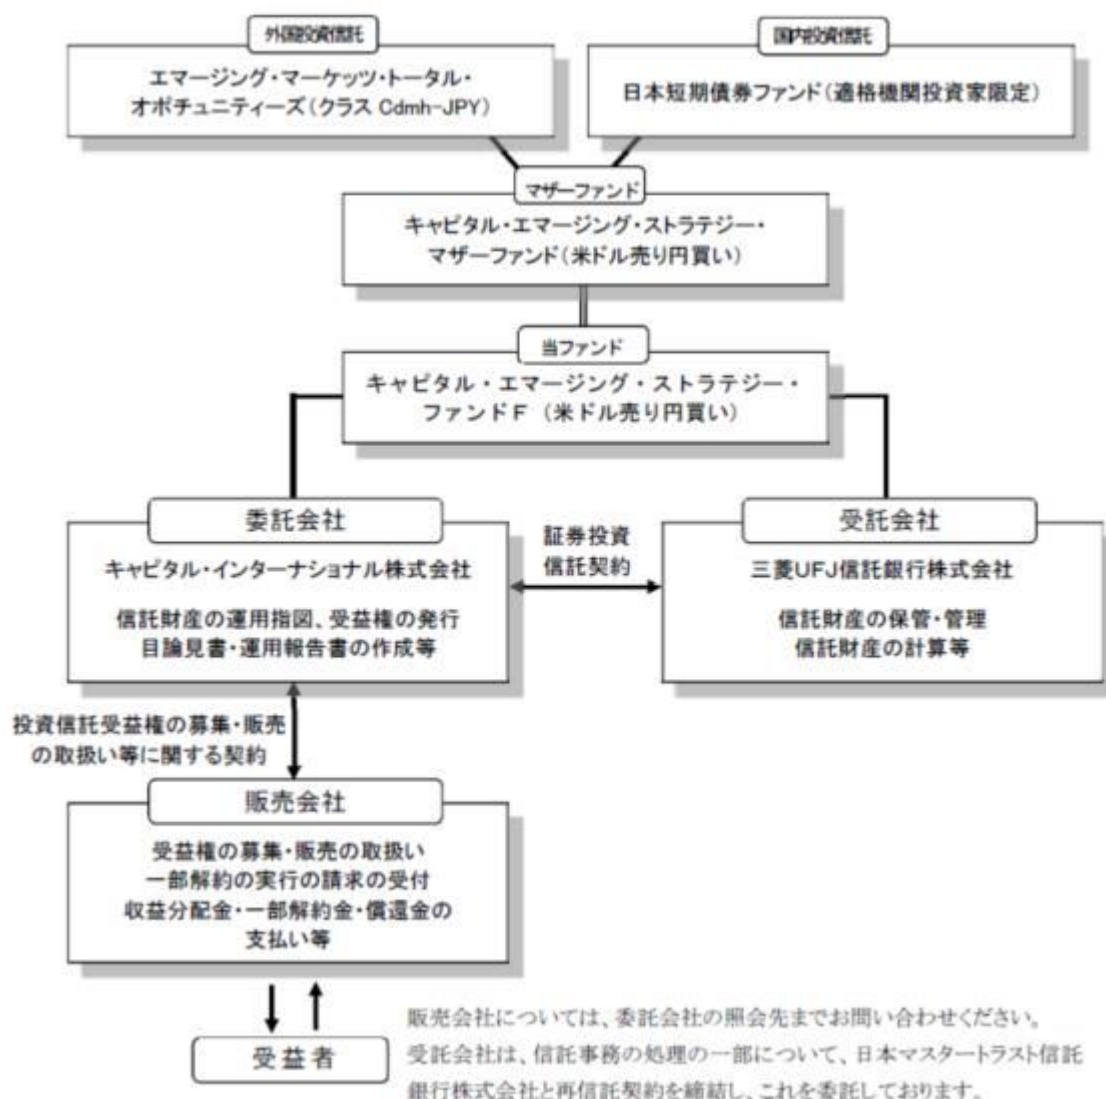 外国投資信託
エマージング・マーケッツ・トータル・
オポチュニティーズ(クラス Cdmh-JPY)
国内投資信託
日本短期債券ファンド(適格機関投資家限定)
マザーファンド
キャピタル・エマージング・ストラテジー・
マザーファンド(米ドル売り円買い)
当ファンド
キャピタル・エマージング・ストラテジー・
ファンドF (米ドル売り円買い)
委託会社
キャピタル・インターナショナル株式会社
信託財産の運用指図、受益権の発行
目論見書・運用報告書の作成等
証券投資
信託契約
受託会社
三菱UFJ信託銀行株式会社
信託財産の保管・管理
信託財産の計算等
投資信託受益権の募集・販売
の取扱い等に関する契約
販売会社
受益権の募集・販売の取扱い
一部解約の実行の請求の受付
収益分配金・一部解約金・償還金の
支払い等
受益者
販売会社については、委託会社の照会先までお問い合わせください。
受託会社は、信託事務の処理の一部について、日本マスタートラスト信託
銀行株式会社と再信託契約を締結し、これを委託しております。